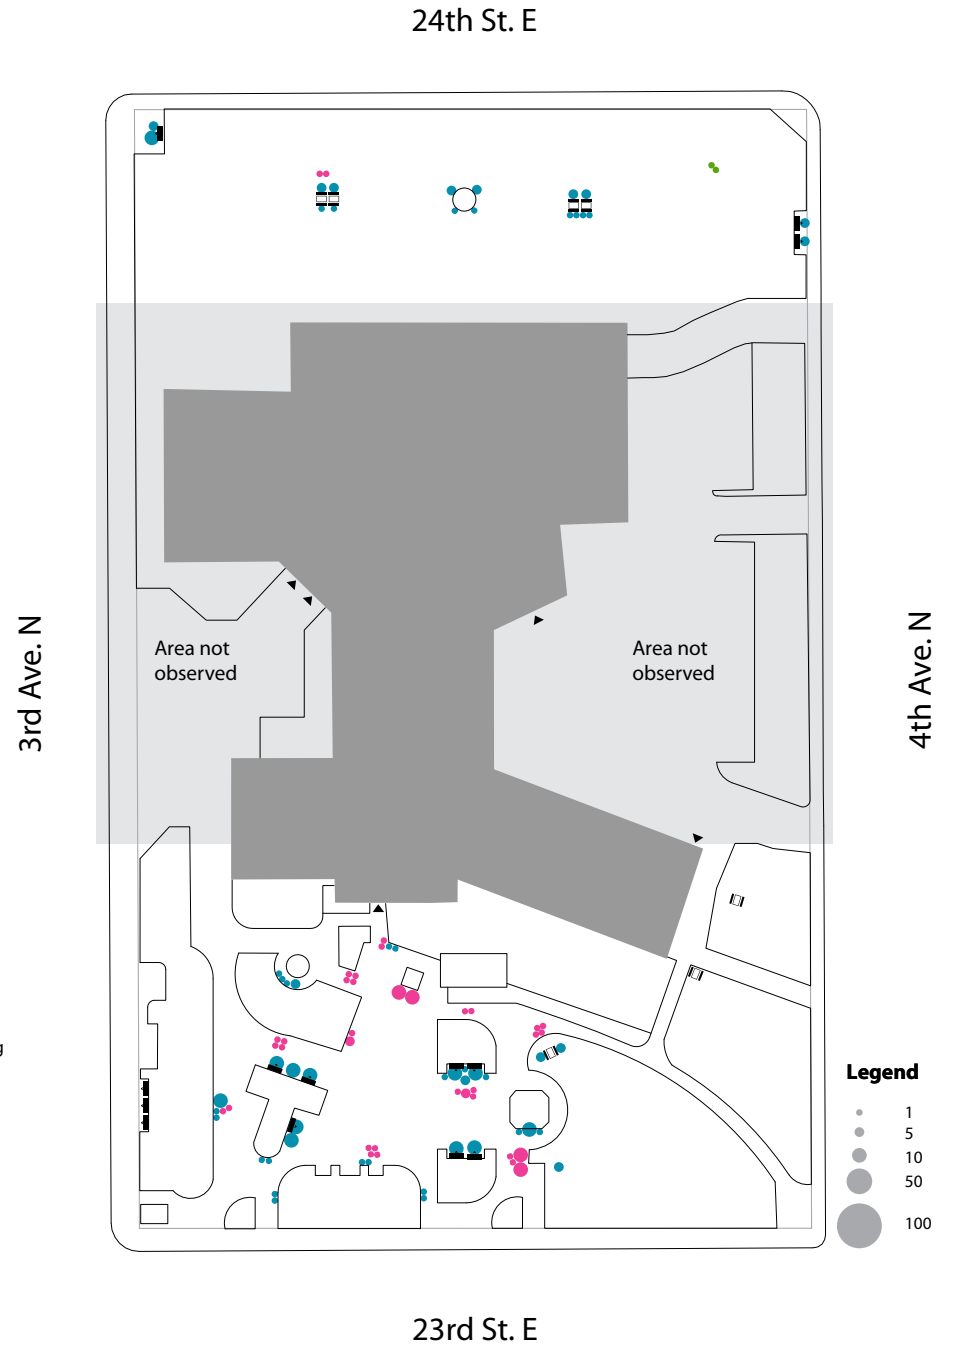 24th St. E
Area not
observed
Area not
observed
3rd Ave. N
4th Ave. N
g
Legend
1
5
10
50
100
23rd St. E